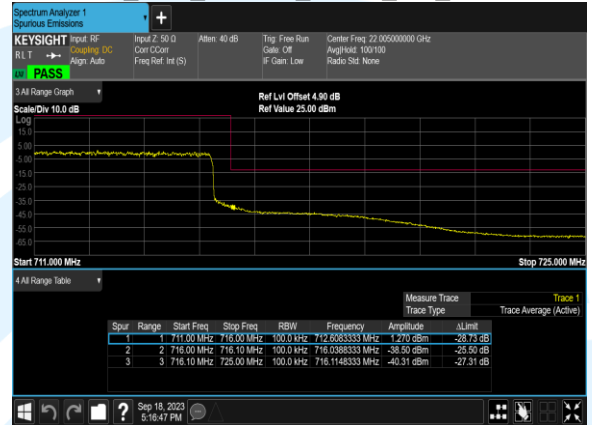 Spectrum Analyzer 1
Spurious Emissions
KEYSIGHT Input: RF Input Z: 50 Ω Atten: 40 dB Trig: Free Run Center Freq: 22.005000000 GHz
RLT Coupling: DC Corr CCorr Gate: Off Avg|Hold: 100/100
Align: Auto Freq Ref: Int (S) IF Gain: Low Radio Std: None
PASS
3 All Range Graph
Ref Lvl Offset 4.90 dB
Scale/Div 10.0 dB Ref Value 25.00 dBm
Log
15.0
5.00
-5.00
-15.0
-25.0
-35.0
-45.0
-55.0
-65.0
Start 711.000 MHz Stop 725.000 MHz
4 All Range Table
Measure Trace Trace 1
Trace Type Trace Average (Active)
Spur Range Start Freq Stop Freq RBW Frequency Amplitude ΔLimit
1 1 711.00 MHz 716.00 MHz 100.0 kHz 712.6083333 MHz 1.270 dBm -28.73 dB
2 2 716.00 MHz 716.10 MHz 100.0 kHz 716.0388333 MHz -38.50 dBm -25.50 dB
3 3 716.10 MHz 725.00 MHz 100.0 kHz 716.1148333 MHz -40.31 dBm -27.31 dB
?
Sep 18, 2023
5:16:47 PM